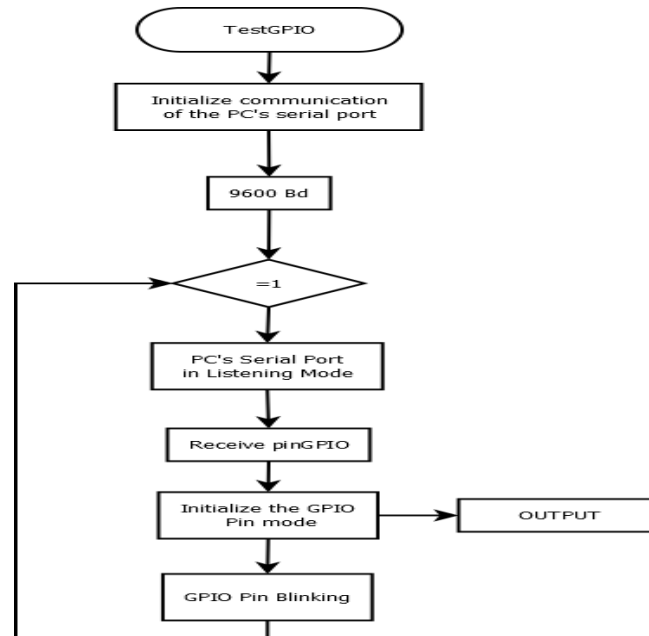 TestGPIO
Initialize communication
of the PC's serial port
9600 Bd
=1
PC's Serial Port
in Listening Mode
Receive pinGPIO
Initialize the GPIO
Pin mode
OUTPUT
GPIO Pin Blinking